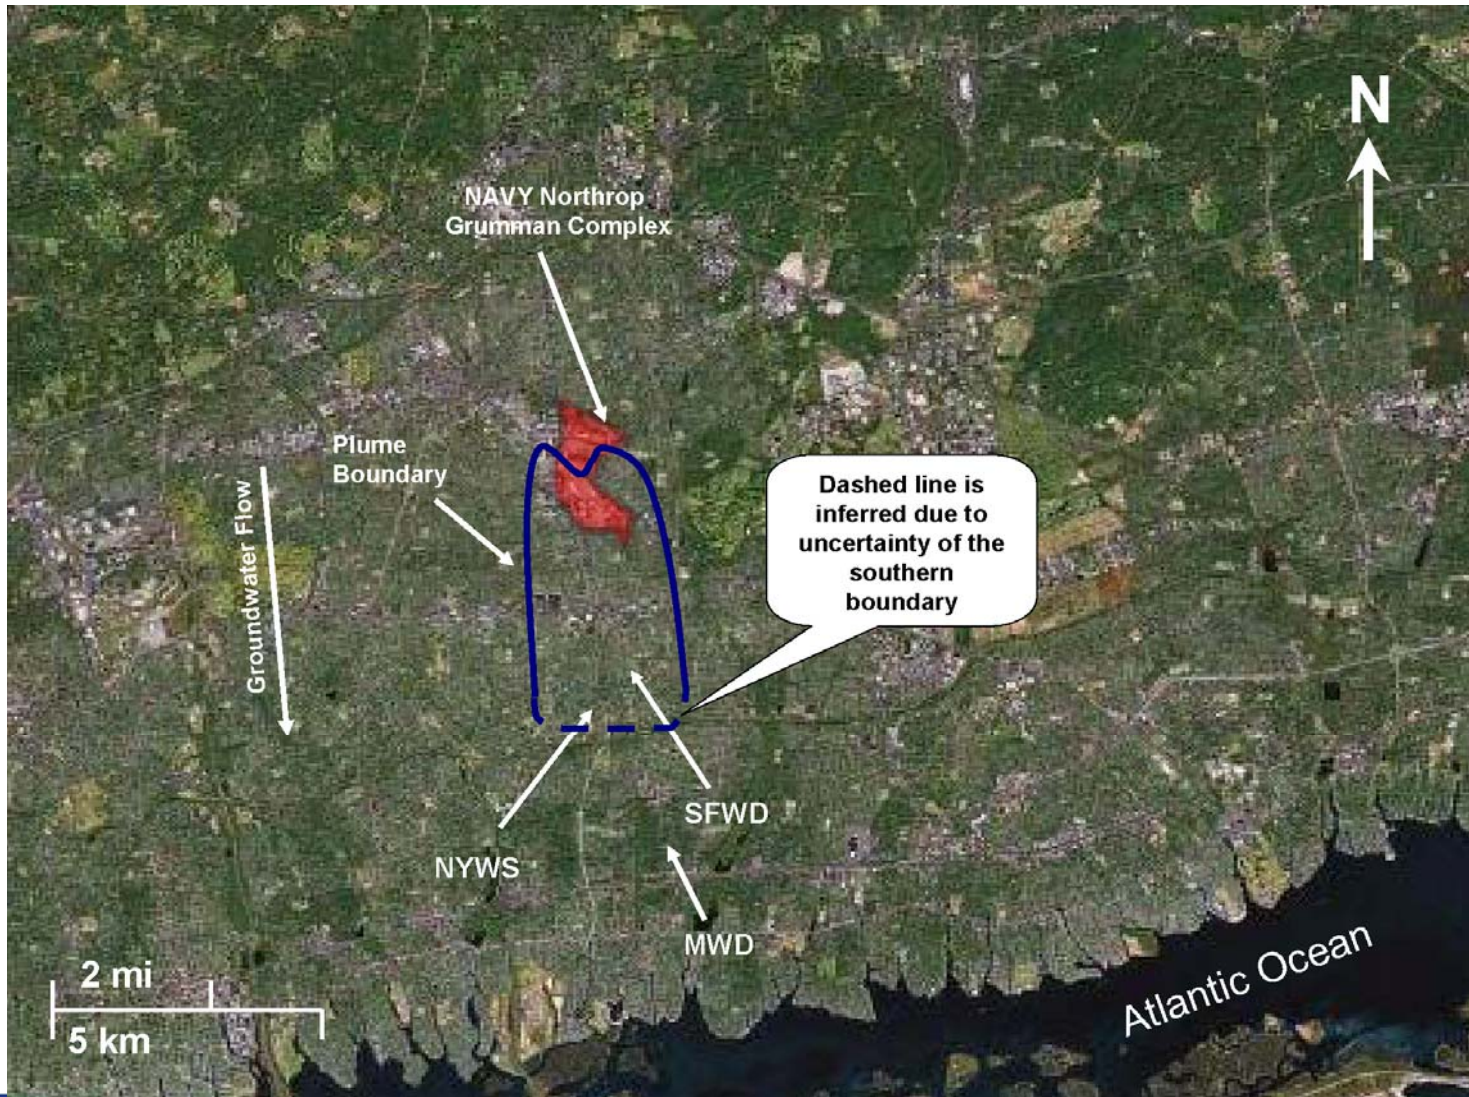 N
NAVY Northrop
Grumman Complex
Plume
Boundary
Groundwater Flow
Dashed line is
inferred due to
uncertainty of the
southern
boundary
SFWD
NYWS
MWD
2 mi
5 km
Atlantic Ocean